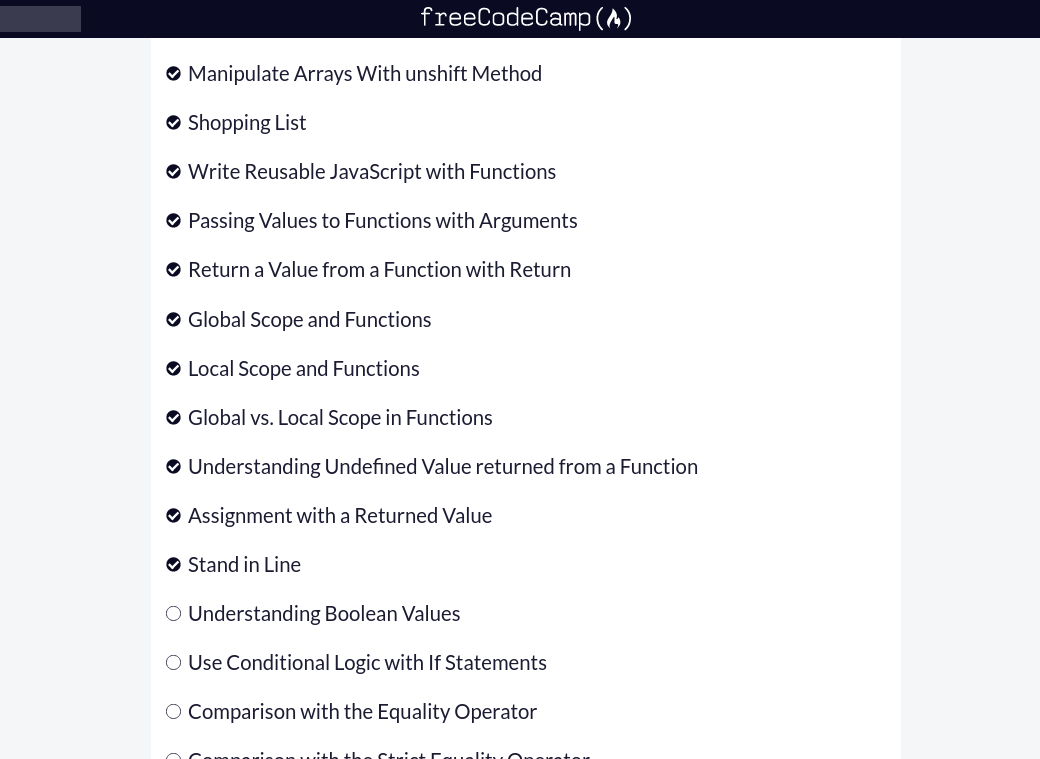 freeCodeCamp
Manipulate Arrays With unshift Method
Shopping List
Write Reusable JavaScript with Functions
Passing Values to Functions with Arguments
Return a Value from a Function with Return
Global Scope and Functions
Local Scope and Functions
Global vs. Local Scope in Functions
Understanding Undefined Value returned from a Function
Assignment with a Returned Value
Stand in Line
Understanding Boolean Values
Use Conditional Logic with If Statements
Comparison with the Equality Operator
Comparison with the Strict Equality Operator